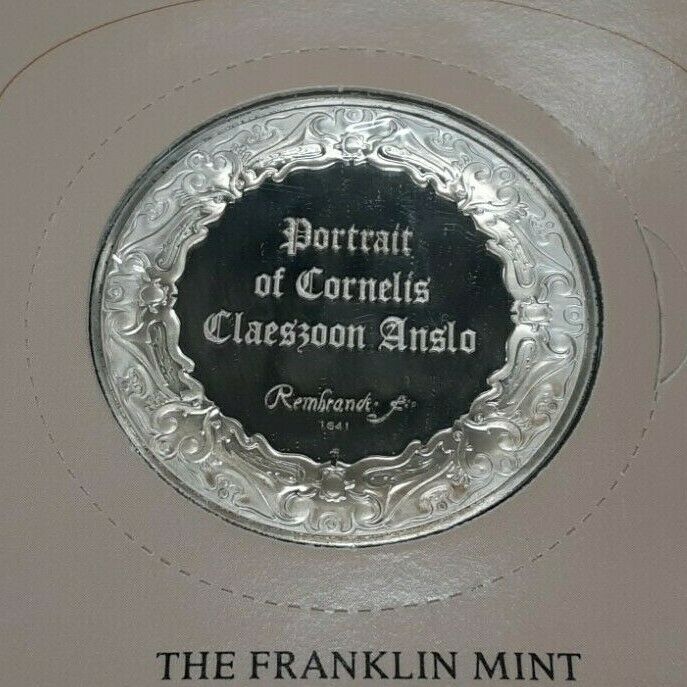 Portrait
of Cornelis
Claeszoon Anslo
Rembrandt
1641
THE FRANKLIN MINT